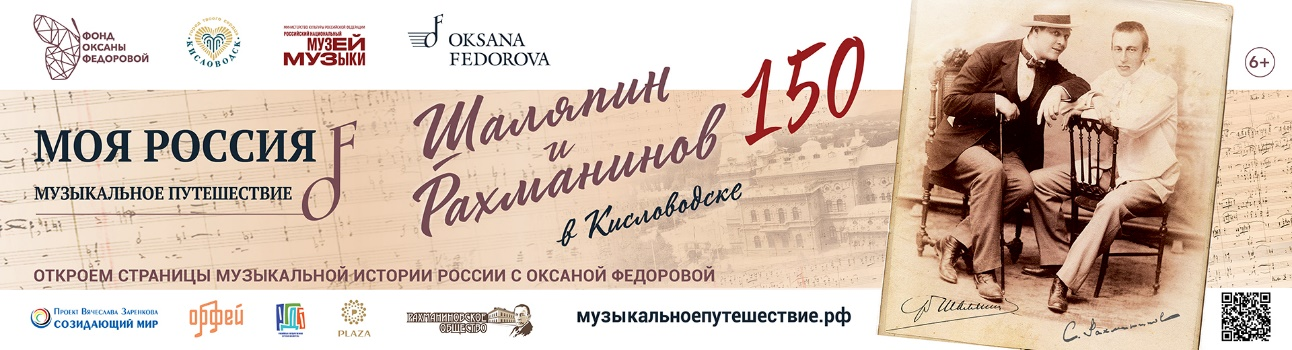 ФОНД
ОКСАНЫ
ФЕДОРОВОЙ
КИСЛОВОДСК
МИНИСТЕРСТВО КУЛЬТУРЫ РОССИЙСКОЙ ФЕДЕРАЦИИ
РОССИЙСКИЙ НАЦИОНАЛЬНЫЙ
МУЗЕЙ
МУЗЫКИ
OKSANA
FEDOROVA
6+
МОЯ РОССИЯ
МУЗЫКАЛЬНОЕ ПУТЕШЕСТВИЕ
Шаляпин
и
Рахманинов
150
в Кисловодске
ОТКРОЕМ СТРАНИЦЫ МУЗЫКАЛЬНОЙ ИСТОРИИ РОССИИ С ОКСАНОЙ ФЕДОРОВОЙ
ПРОЕКТ ВЯЧЕСЛАВА ЗАРЕНКОВА
СОЗИДАЮЩИЙ МИР
ОРФЕЙ
PLAZA
РАХМАНИНОВСКОЕ
ОБЩЕСТВО
музыкальноепутешествие.рф
Ф Шаляпин
С. Рахманинов